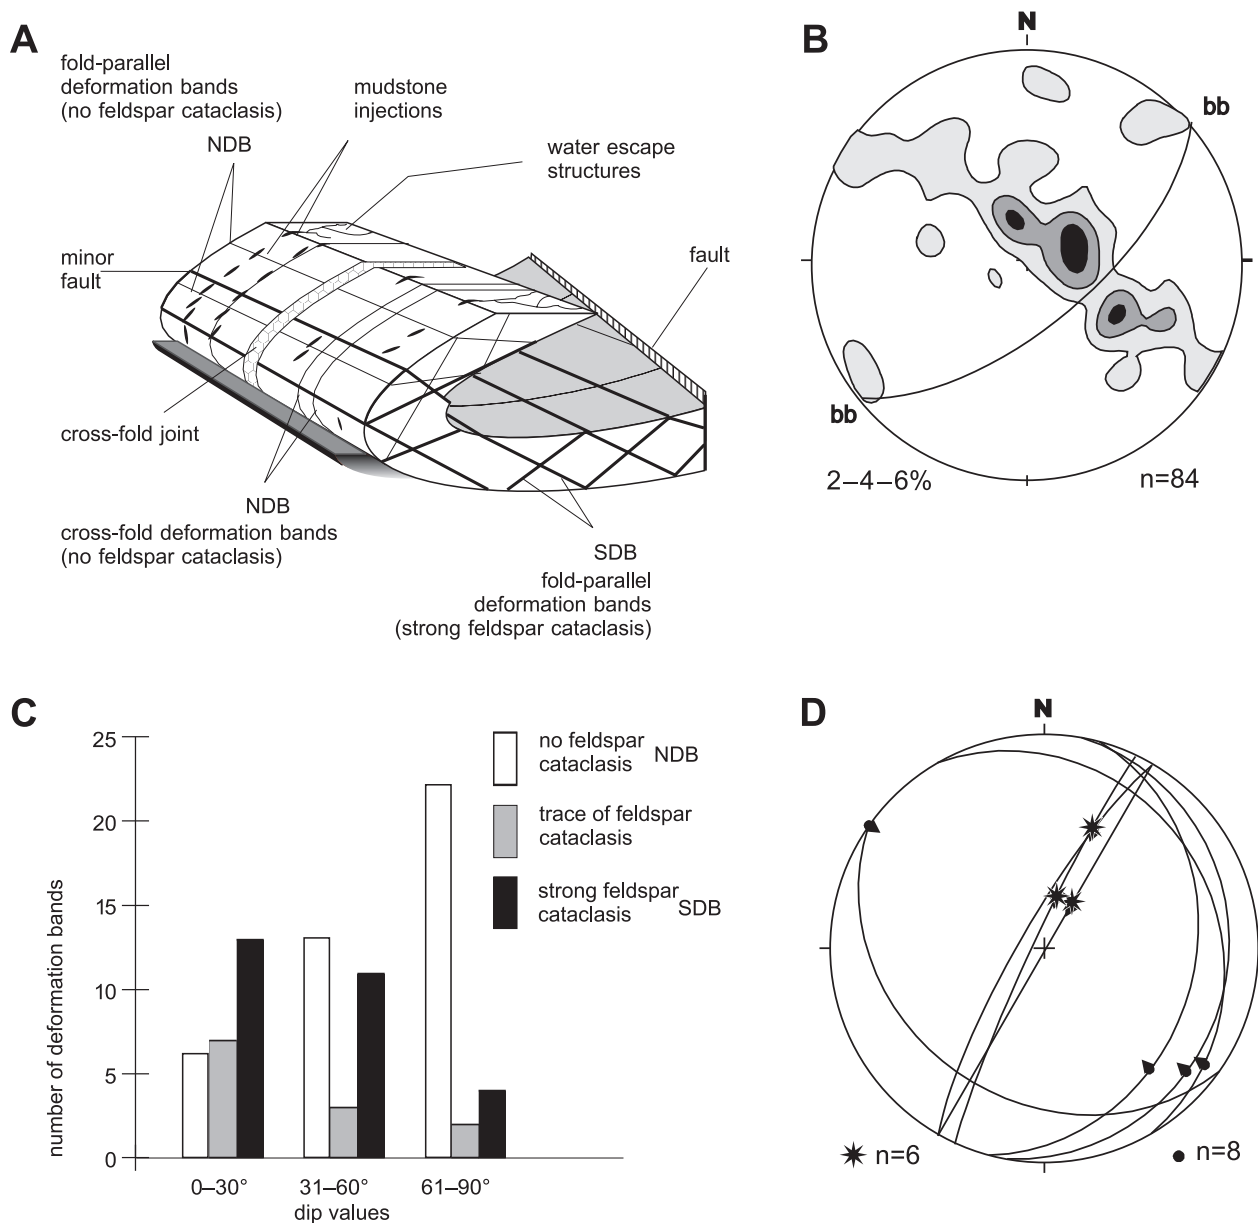 A
fold-parallel
deformation bands
(no feldspar cataclasis)
NDB
mudstone
injections
water escape
structures
minor
fault
fault
cross-fold joint
NDB
cross-fold deformation bands
(no feldspar cataclasis)
SDB
fold-parallel
deformation bands
(strong feldspar cataclasis)
B
N
bb
bb
2–4–6%
n=84
C
25
20
15
10
5
0
number of deformation bands
0–30°
31–60°
61–90°
dip values
no feldspar
cataclasis NDB
trace of feldspar
cataclasis
strong feldspar
cataclasis SDB
D
N
n=6
n=8